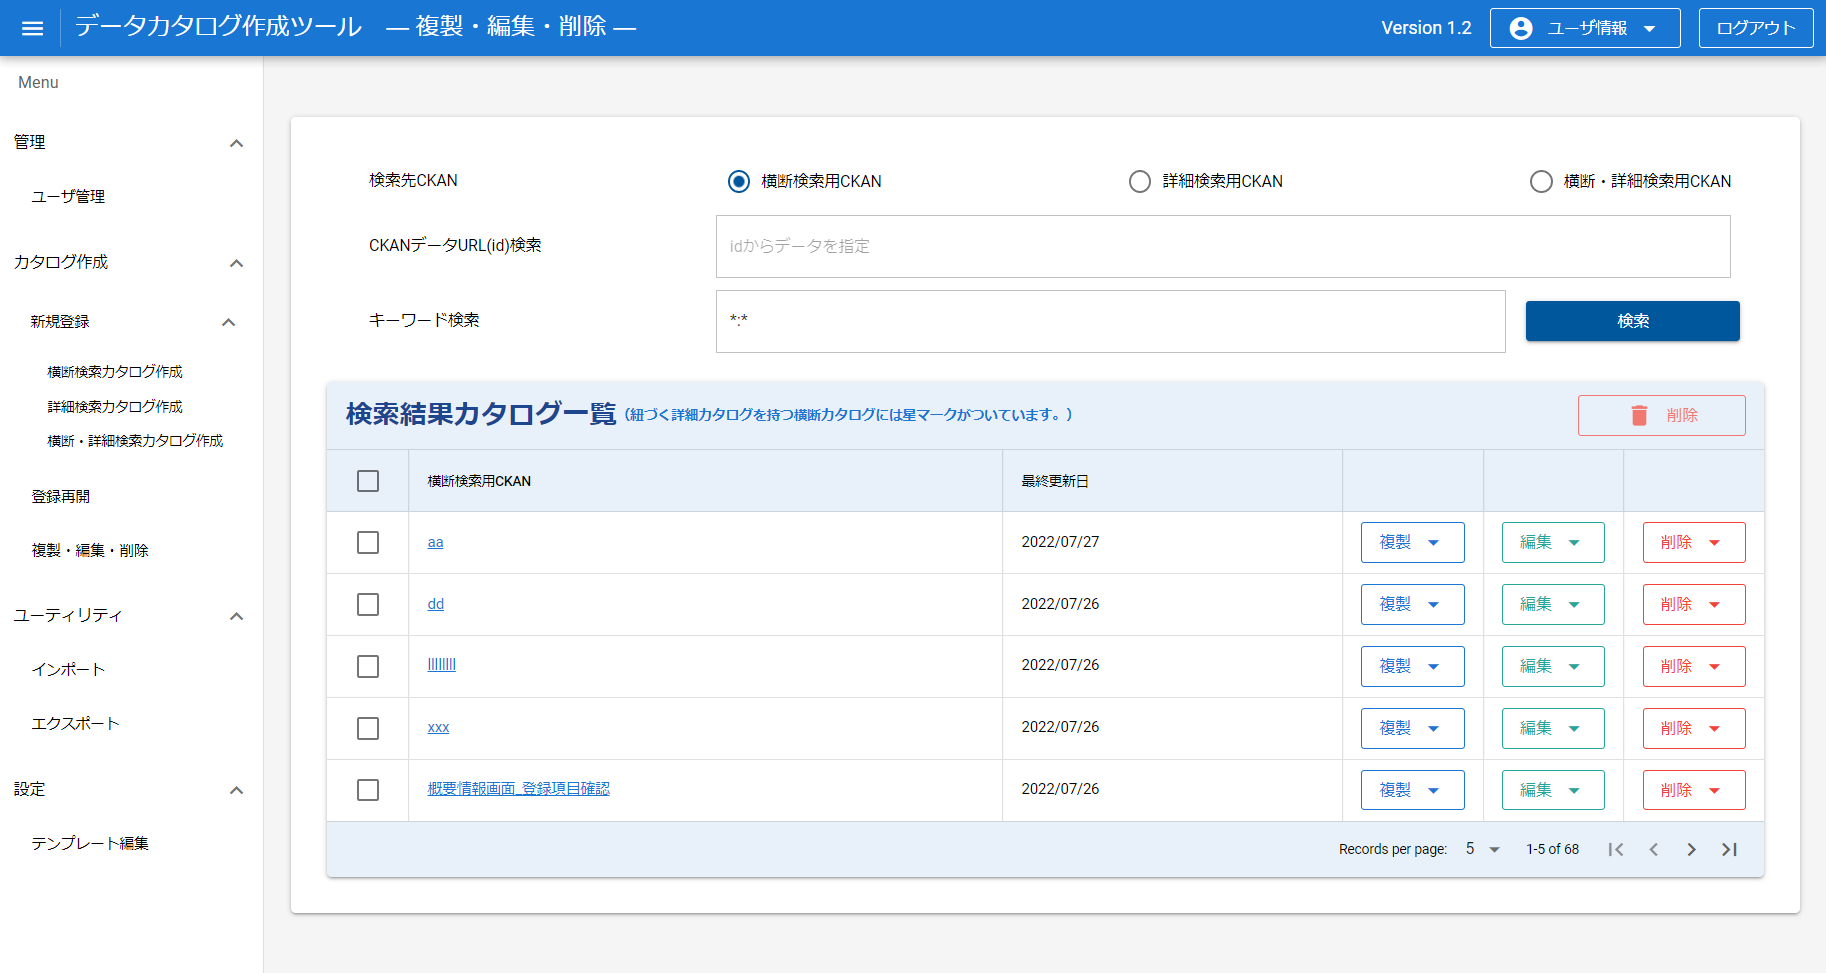 データカタログ作成ツール ― 複製・編集・削除 ―
Version 1.2
ユーザ情報
ログアウト
Menu
管理
ユーザ管理
カタログ作成
新規登録
横断検索カタログ作成
詳細検索カタログ作成
横断・詳細検索カタログ作成
登録再開
複製・編集・削除
ユーティリティ
インポート
エクスポート
設定
テンプレート編集
検索先CKAN
横断検索用CKAN
詳細検索用CKAN
横断・詳細検索用CKAN
CKANデータURL(id)検索
idからデータを指定
キーワード検索
*:*
検索
検索結果カタログ一覧 (紐づく詳細カタログを持つ横断カタログには星マークがついています。)
削除
横断検索用CKAN 最終更新日
aa 2022/07/27 複製 編集 削除
dd 2022/07/26 複製 編集 削除
llllllll 2022/07/26 複製 編集 削除
xxx 2022/07/26 複製 編集 削除
概要情報画面_登録項目確認 2022/07/26 複製 編集 削除
Records per page: 5 1-5 of 68